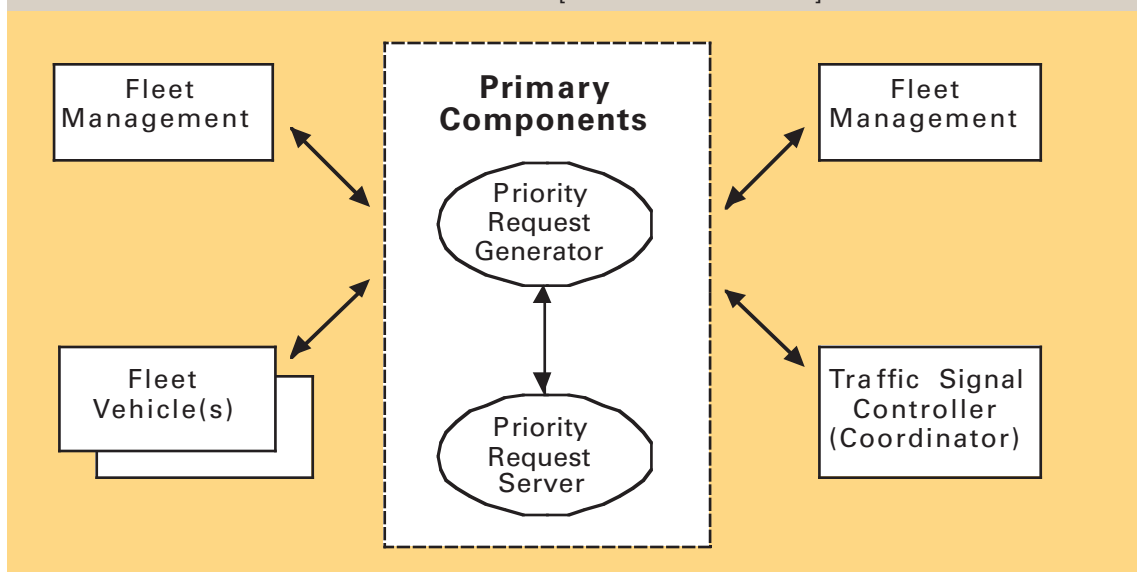 Fleet
Management
Primary
Components
Fleet
Management
Priority
Request
Generator
Fleet
Vehicle(s)
Priority
Request
Server
Traffic Signal
Controller
(Coordinator)